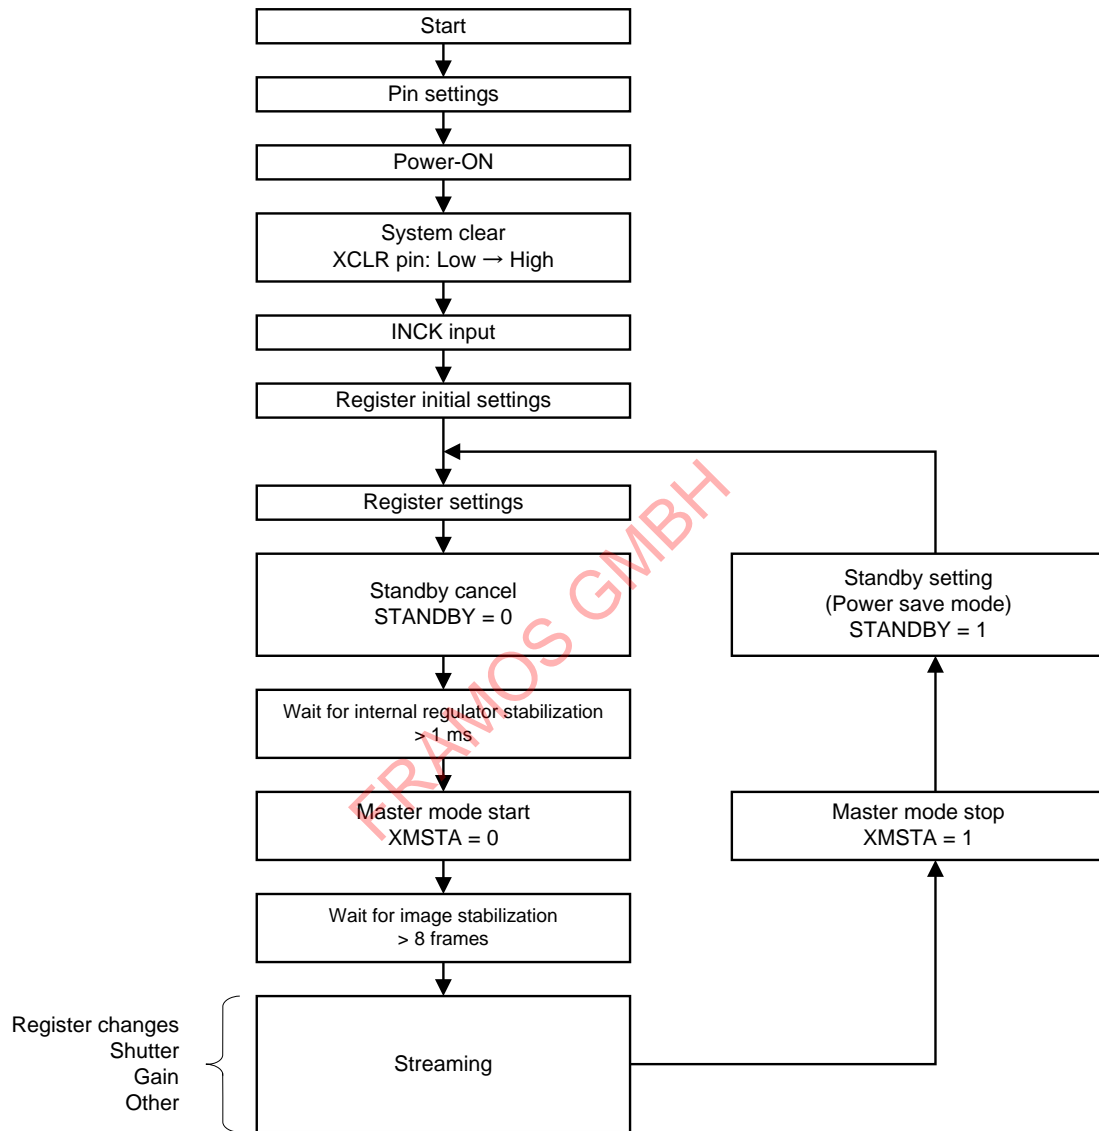 Start
Pin settings
Power-ON
System clear
XCLR pin: Low → High
INCK input
Register initial settings
Register settings
Standby cancel
STANDBY = 0
Standby setting
(Power save mode)
STANDBY = 1
Wait for internal regulator stabilization
> 1 ms
Master mode start
XMSTA = 0
Master mode stop
XMSTA = 1
Wait for image stabilization
> 8 frames
Register changes
Shutter
Gain
Other
Streaming
FRAMOS GMBH